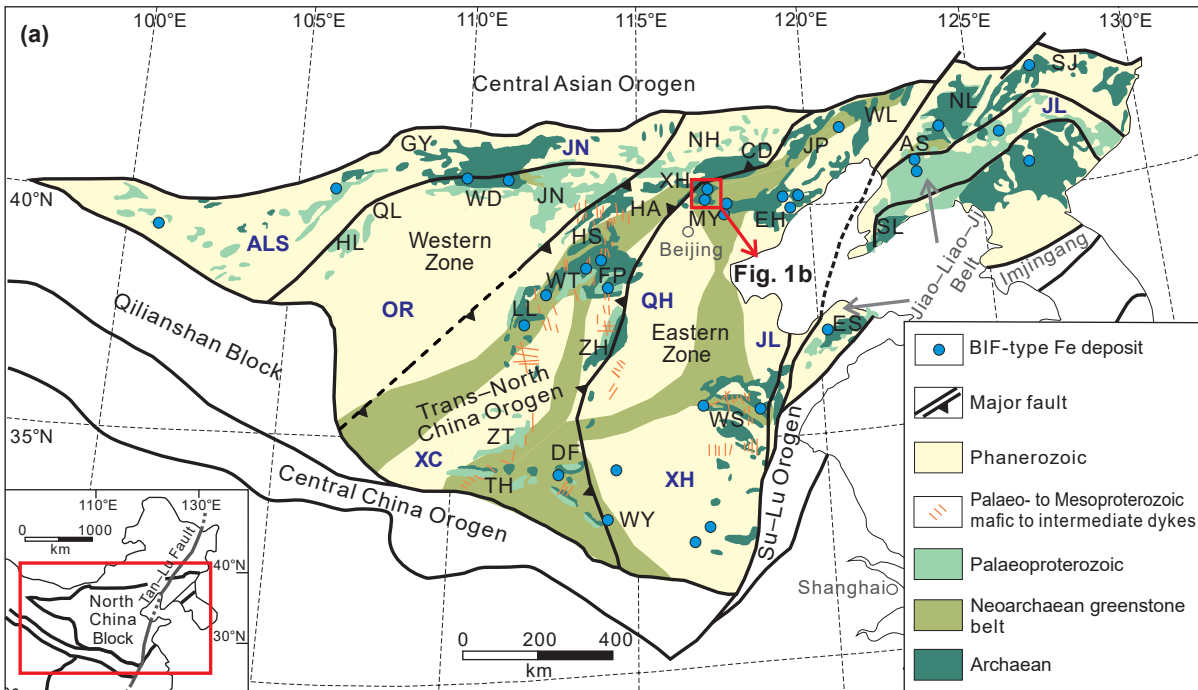 (a)
100°E
105°E
110°E
115°E
120°E
125°E
130°E
Central Asian Orogen
SJ
NL
JL
WL
AS
GY
JN
NH
CD
JP
XH
40°N
WD
JN
QL
HA
MY
EH
SL
HS
Beijing
HL
ALS
Western
Zone
Fig. 1b
Jiao–Liao–Ji
Belt
Imjingang
WT
FP
OR
QH
LL
Eastern
Zone
JL
ES
ZH
Qilianshan Block
Trans–North
China Orogen
WS
35°N
ZT
XC
DF
TH
XH
Su–Lu Orogen
Central China Orogen
WY
Shanghai
0 200 400
km
110°E
130°E
0 1000
km
Tan–Lu Fault
40°N
North
China
Block
30°N
BIF-type Fe deposit
Major fault
Phanerozoic
Palaeo- to Mesoproterozoic
mafic to intermediate dykes
Palaeoproterozoic
Neoarchaean greenstone
belt
Archaean